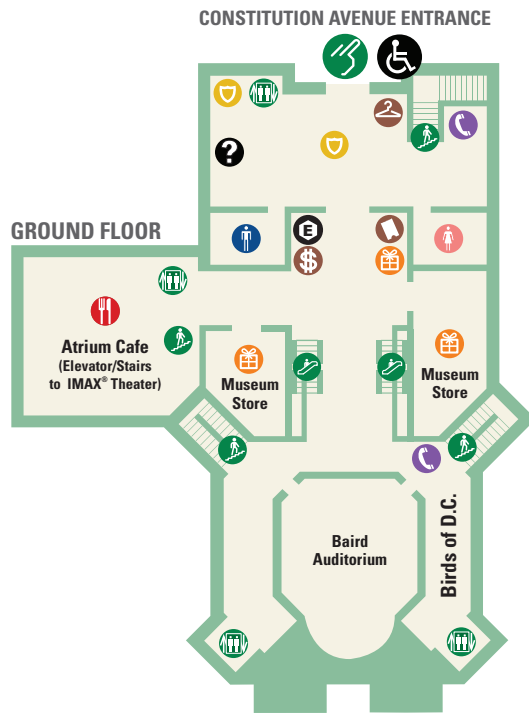 CONSTITUTION AVENUE ENTRANCE
?
GROUND FLOOR
E
$
Atrium Cafe
(Elevator/Stairs
to IMAX® Theater)
Museum
Store
Museum
Store
Baird
Auditorium
Birds of D.C.